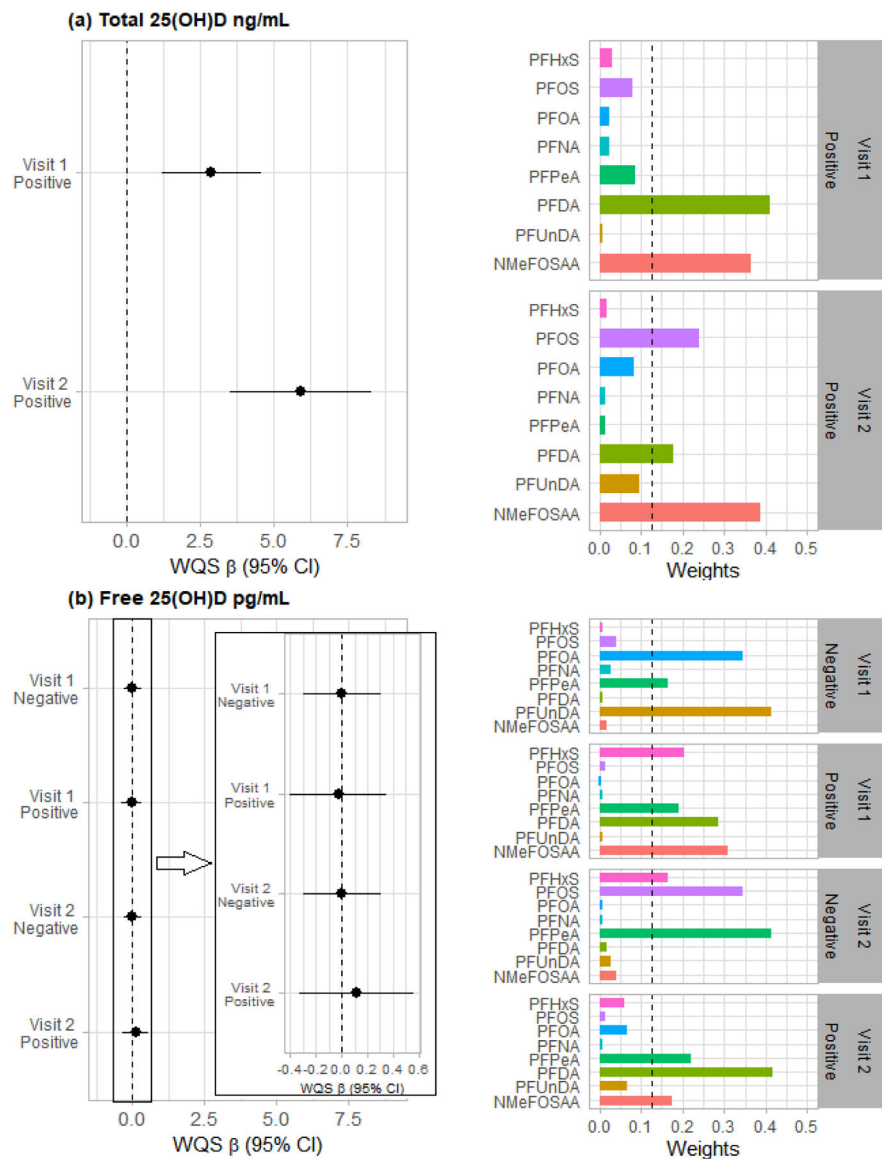 (a) Total 25(OH)D ng/mL
Visit 1
Positive
Visit 2
Positive
0.0 2.5 5.0 7.5
WQS β (95% CI)
PFHxS
PFOS
PFOA
PFNA
PFPeA
PFDA
PFUnDA
NMeFOSAA
Visit 1
Positive
PFHxS
PFOS
PFOA
PFNA
PFPeA
PFDA
PFUnDA
NMeFOSAA
Visit 2
Positive
0.0 0.1 0.2 0.3 0.4 0.5
Weights
(b) Free 25(OH)D pg/mL
Visit 1
Negative
Visit 1
Positive
Visit 2
Negative
Visit 2
Positive
0.0 2.5 5.0 7.5
WQS β (95% CI)
Visit 1
Negative
Visit 1
Positive
Visit 2
Negative
Visit 2
Positive
-0.4 -0.2 0.0 0.2 0.4 0.6
WQS β (95% CI)
PFHxS
PFOS
PFOA
PFNA
PFPeA
PFDA
PFUnDA
NMeFOSAA
Visit 1
Negative
PFHxS
PFOS
PFOA
PFNA
PFPeA
PFDA
PFUnDA
NMeFOSAA
Visit 1
Positive
PFHxS
PFOS
PFOA
PFNA
PFPeA
PFDA
PFUnDA
NMeFOSAA
Visit 2
Negative
PFHxS
PFOS
PFOA
PFNA
PFPeA
PFDA
PFUnDA
NMeFOSAA
Visit 2
Positive
0.0 0.1 0.2 0.3 0.4 0.5
Weights